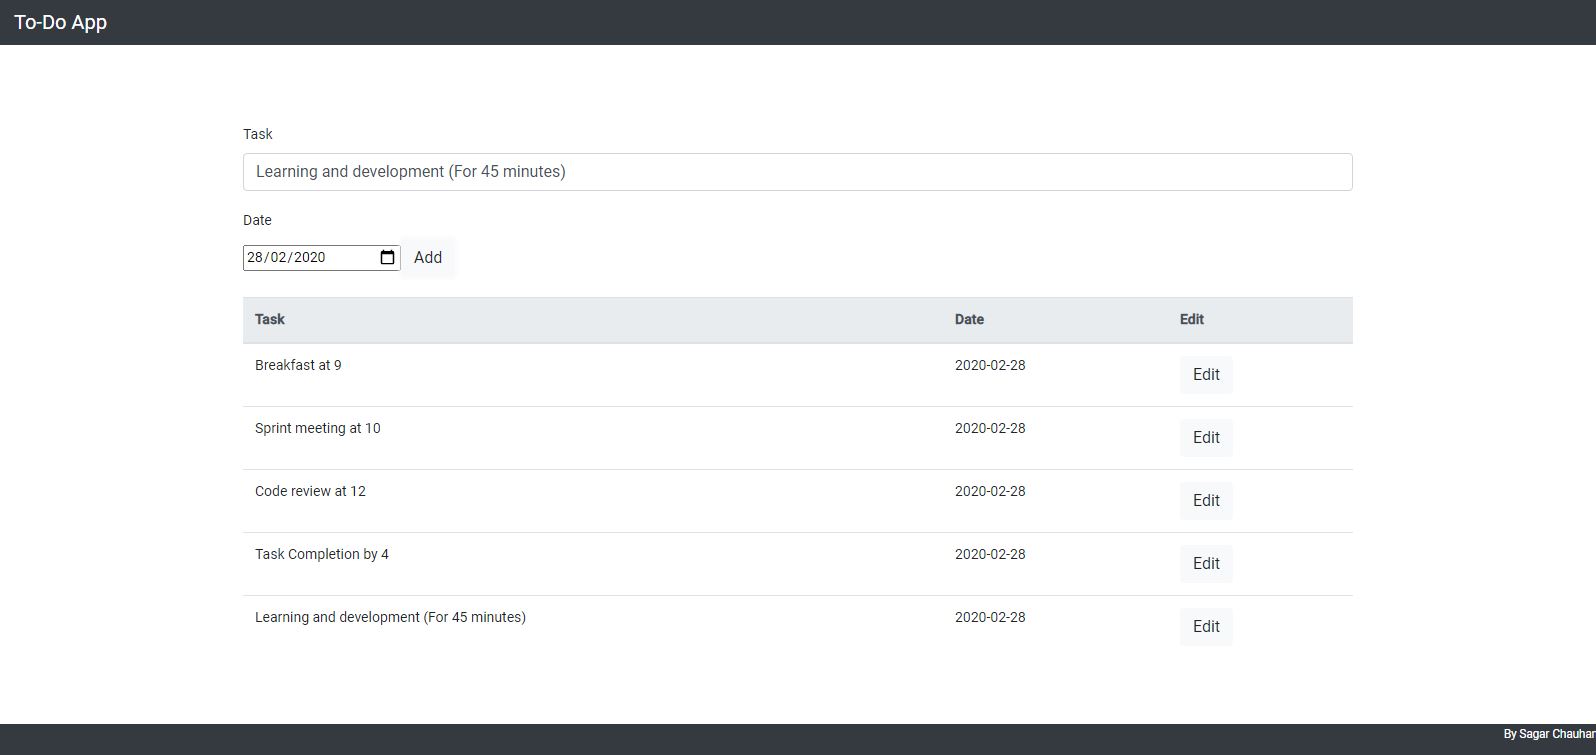 To-Do App
Task
Learning and development (For 45 minutes)
Date
28/02/2020 Add
Task Date Edit
Breakfast at 9 2020-02-28 Edit
Sprint meeting at 10 2020-02-28 Edit
Code review at 12 2020-02-28 Edit
Task Completion by 4 2020-02-28 Edit
Learning and development (For 45 minutes) 2020-02-28 Edit
By Sagar Chauhan